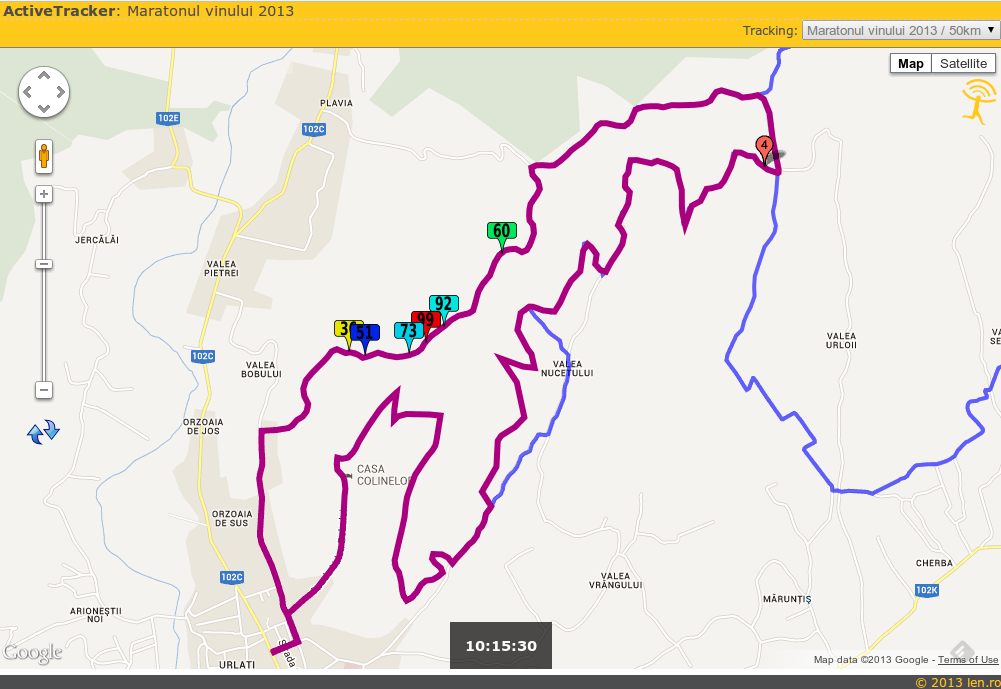 ActiveTracker: Maratonul vinului 2013
Tracking: Maratonul vinului 2013 / 50km
Map Satellite
PLAVIA
102E
102C
4
JERCĂLĂI
60
VALEA
PIETREI
92
99
51
73
VALEA
URLOII
102C
VALEA
BOBULUI
VALEA
NUCETULUI
ORZOAIA
DE JOS
CASA
ORZOAIA
DE SUS
CHERBA
102C
VALEA
VRÂNGULUI
102K
MĂRUNȚIȘ
ARIONEȘTII
NOI
10:15:30
Google
URLATI
Map data ©2013 Google - Terms of Use
© 2013 len.ro